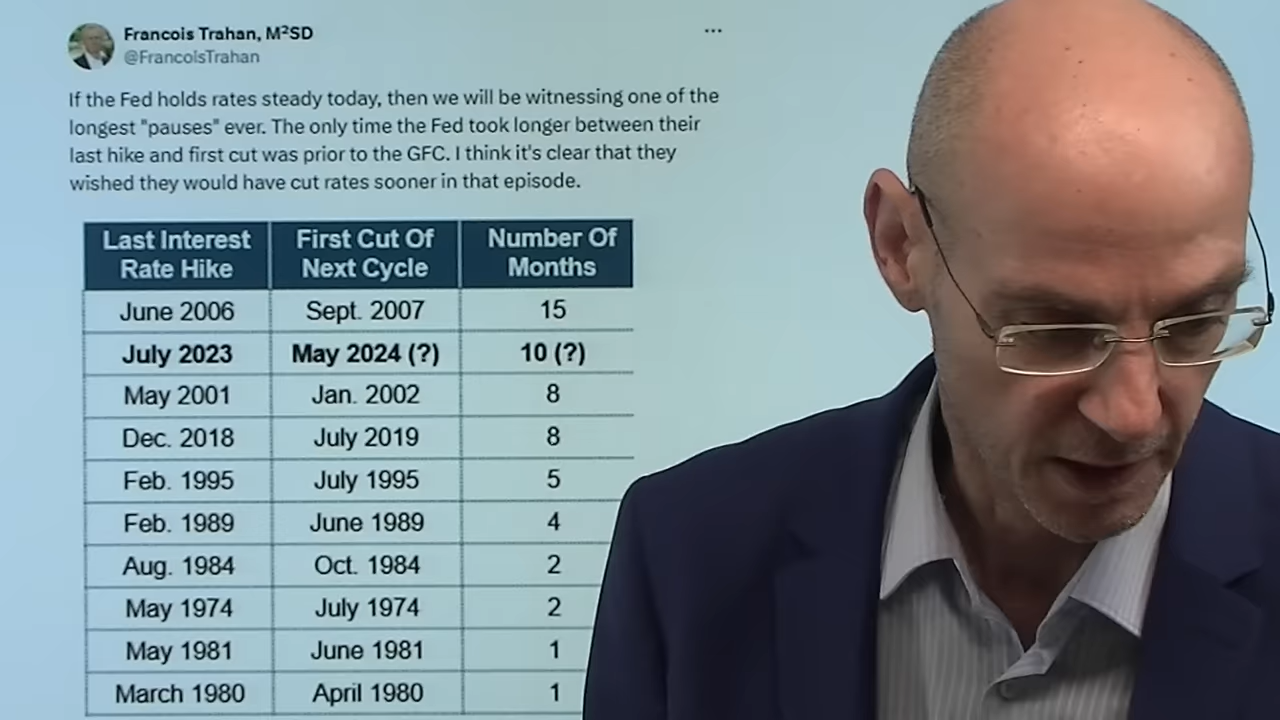 Francois Trahan, M²SD
@FrancoisTrahan
If the Fed holds rates steady today, then we will be witnessing one of the
longest "pauses" ever. The only time the Fed took longer between their
last hike and first cut was prior to the GFC. I think it's clear that they
wished they would have cut rates sooner in that episode.
Last Interest Rate Hike First Cut Of Next Cycle Number Of Months
June 2006 Sept. 2007 15
July 2023 May 2024 (?) 10 (?)
May 2001 Jan. 2002 8
Dec. 2018 July 2019 8
Feb. 1995 July 1995 5
Feb. 1989 June 1989 4
Aug. 1984 Oct. 1984 2
May 1974 July 1974 2
May 1981 June 1981 1
March 1980 April 1980 1